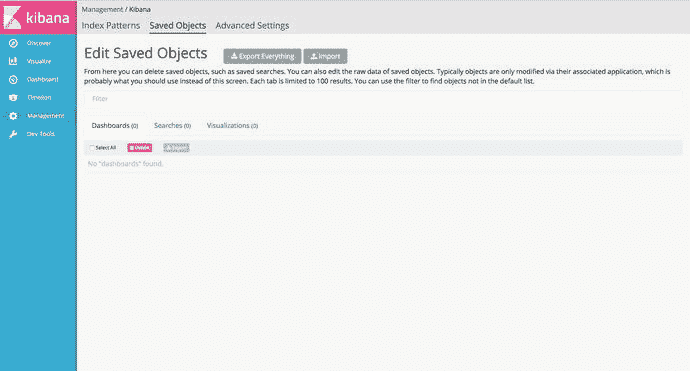 kibana
Management / Kibana
Index Patterns Saved Objects Advanced Settings
Discover
Visualize
Dashboard
Timelion
Management
Dev Tools
Edit Saved Objects
Export Everything
Import
From here you can delete saved objects, such as saved searches. You can also edit the raw data of saved objects. Typically objects are only modified via their associated application, which is
probably what you should use instead of this screen. Each tab is limited to 100 results. You can use the filter to find objects not in the default list.
Filter
Dashboards (0) Searches (0) Visualizations (0)
Select All Delete
No "dashboards" found.